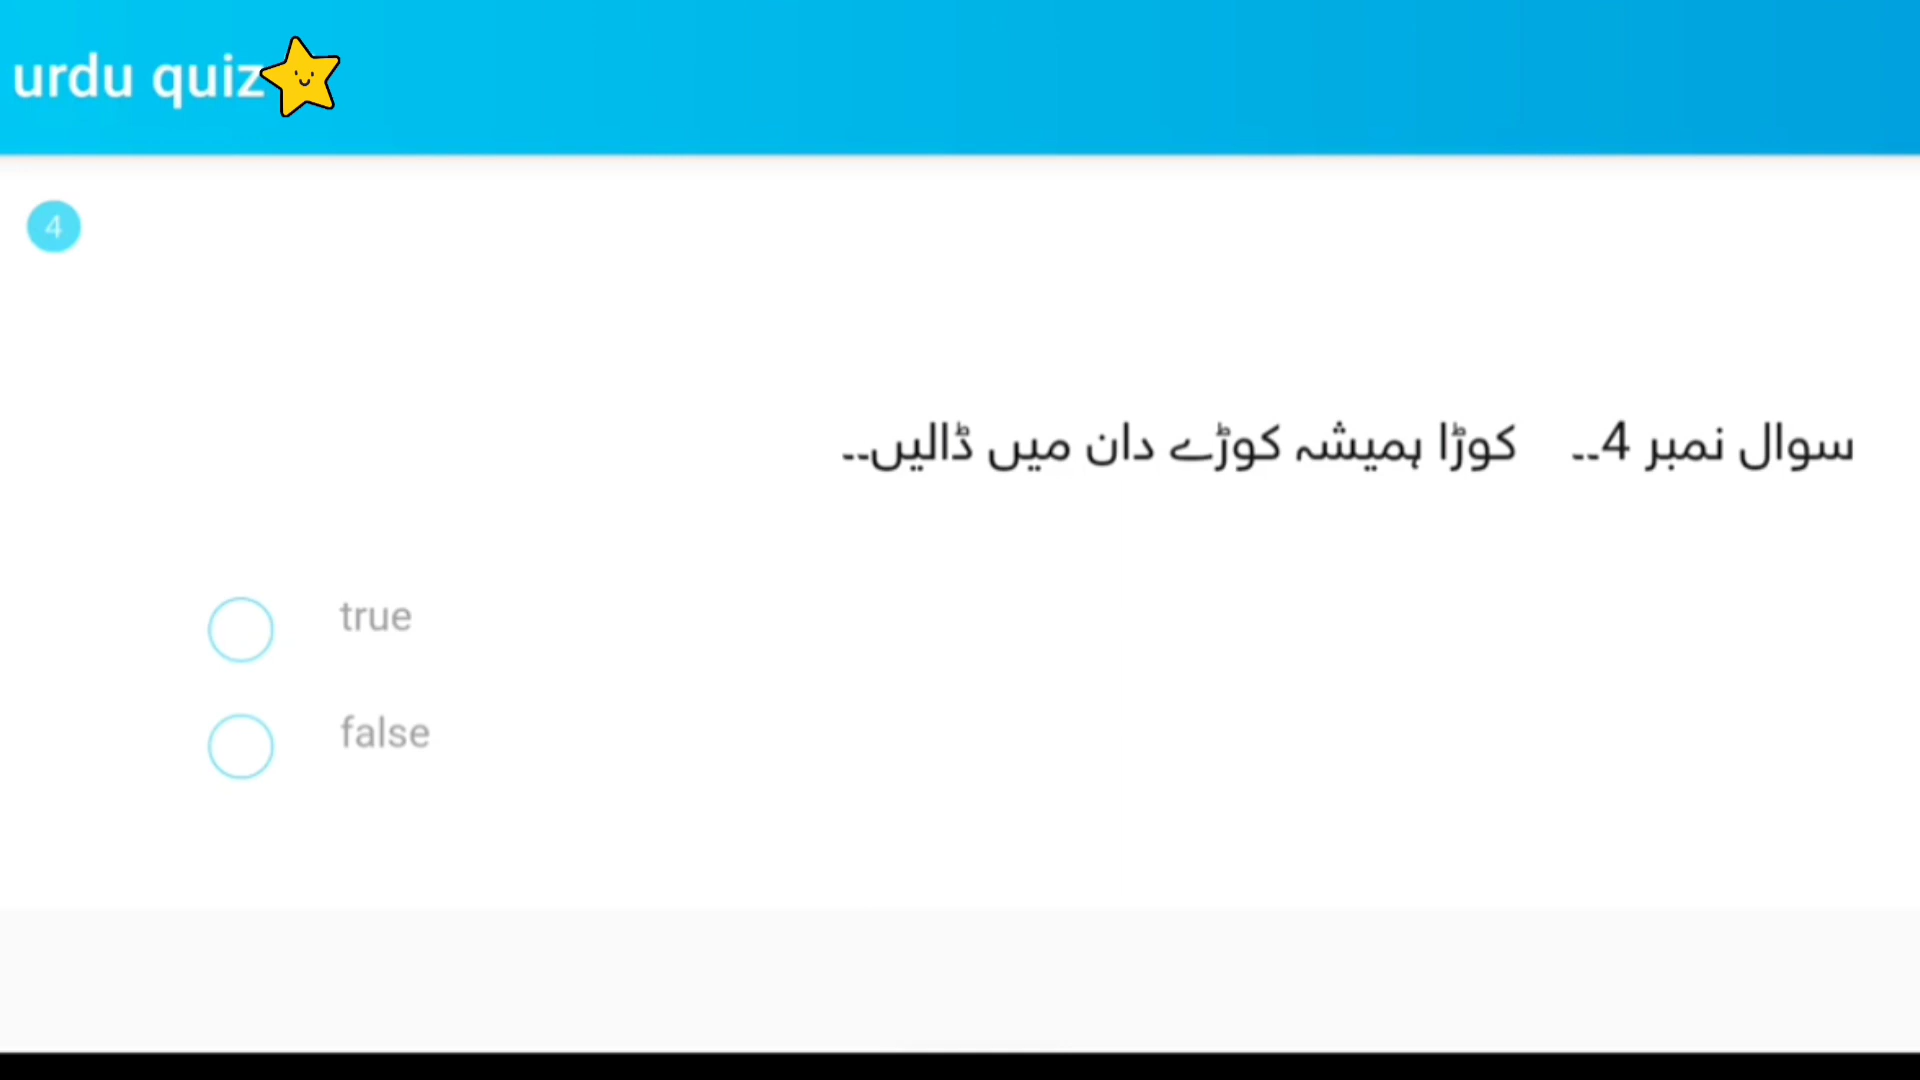 urdu quiz
4
سوال نمبر 4۔۔ کوڑا ہمیشہ کوڑے دان میں ڈالیں۔۔
true
false